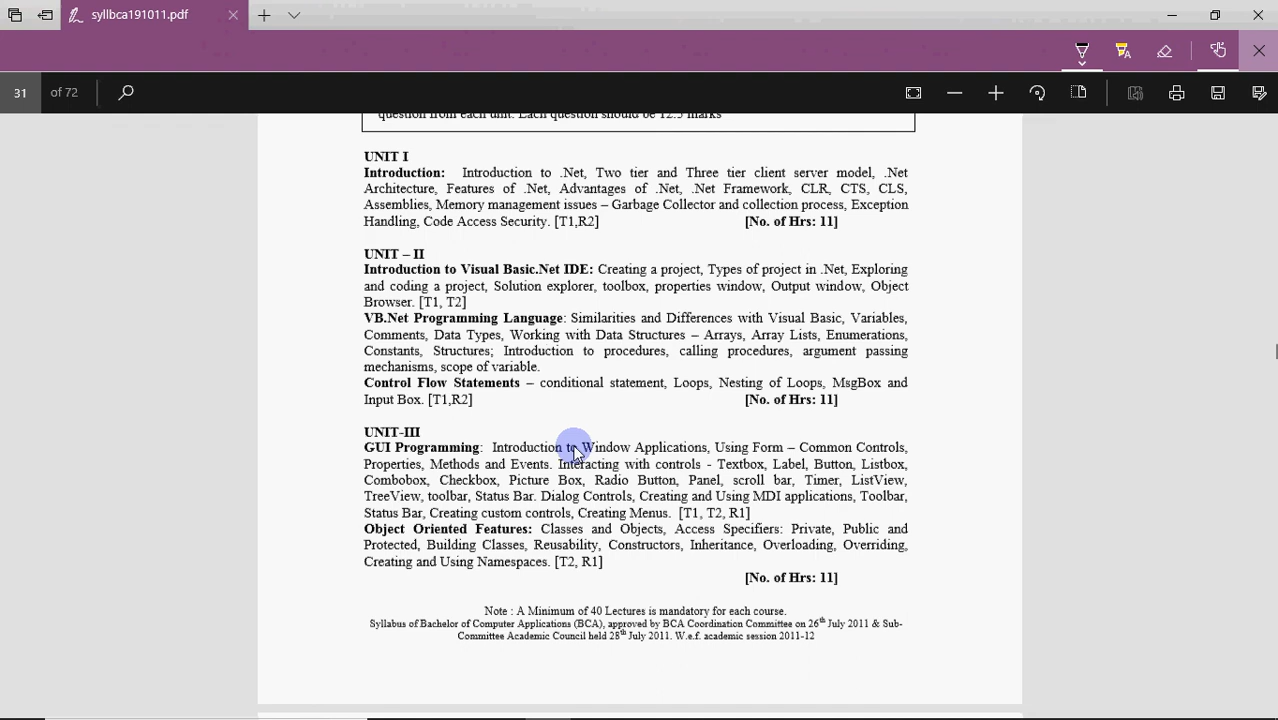 syllbca191011.pdf
31 of 72
question from each unit. Each question should be 12.5 marks
UNIT I
Introduction: Introduction to .Net, Two tier and Three tier client server model, .Net
Architecture, Features of .Net, Advantages of .Net, .Net Framework, CLR, CTS, CLS,
Assemblies, Memory management issues – Garbage Collector and collection process, Exception
Handling, Code Access Security. [T1,R2] [No. of Hrs: 11]
UNIT – II
Introduction to Visual Basic.Net IDE: Creating a project, Types of project in .Net, Exploring
and coding a project, Solution explorer, toolbox, properties window, Output window, Object
Browser. [T1, T2]
VB.Net Programming Language: Similarities and Differences with Visual Basic, Variables,
Comments, Data Types, Working with Data Structures – Arrays, Array Lists, Enumerations,
Constants, Structures; Introduction to procedures, calling procedures, argument passing
mechanisms, scope of variable.
Control Flow Statements – conditional statement, Loops, Nesting of Loops, MsgBox and
Input Box. [T1,R2] [No. of Hrs: 11]
UNIT-III
GUI Programming: Introduction to Window Applications, Using Form – Common Controls,
Properties, Methods and Events. Interacting with controls - Textbox, Label, Button, Listbox,
Combobox, Checkbox, Picture Box, Radio Button, Panel, scroll bar, Timer, ListView,
TreeView, toolbar, Status Bar. Dialog Controls, Creating and Using MDI applications, Toolbar,
Status Bar, Creating custom controls, Creating Menus. [T1, T2, R1]
Object Oriented Features: Classes and Objects, Access Specifiers: Private, Public and
Protected, Building Classes, Reusability, Constructors, Inheritance, Overloading, Overriding,
Creating and Using Namespaces. [T2, R1]
[No. of Hrs: 11]
Note : A Minimum of 40 Lectures is mandatory for each course.
Syllabus of Bachelor of Computer Applications (BCA), approved by BCA Coordination Committee on 26th July 2011 & Sub-
Committee Academic Council held 28th July 2011. W.e.f. academic session 2011-12